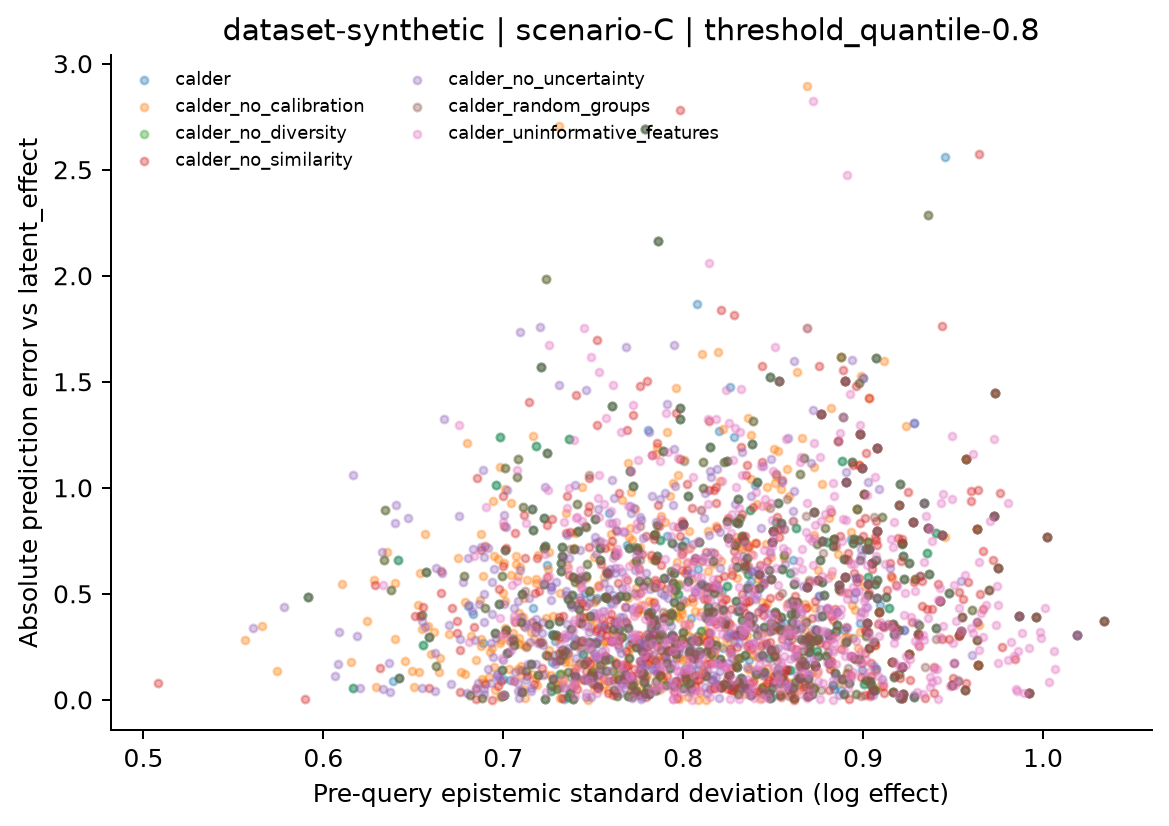 dataset-synthetic | scenario-C | threshold_quantile-0.8
calder
calder_no_calibration
calder_no_diversity
calder_no_similarity
calder_no_uncertainty
calder_random_groups
calder_uninformative_features
Absolute prediction error vs latent_effect
3.0
2.5
2.0
1.5
1.0
0.5
0.0
0.5
0.6
0.7
0.8
0.9
1.0
Pre-query epistemic standard deviation (log effect)